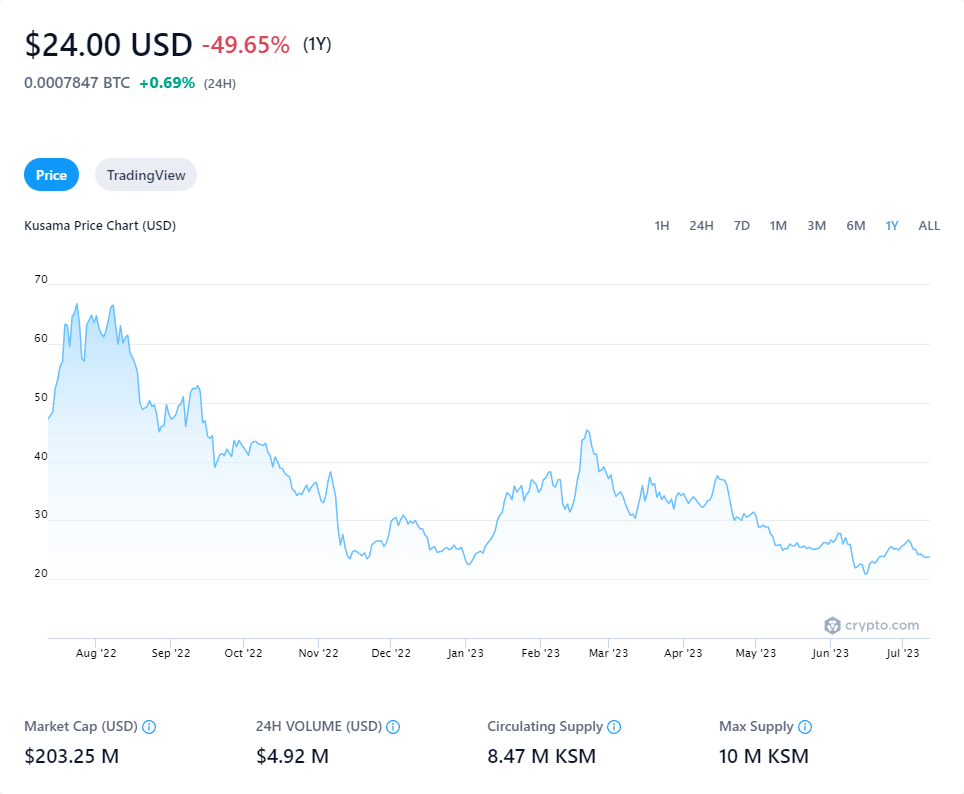 $24.00 USD -49.65% (1Y)
0.0007847 BTC +0.69% (24H)
Price TradingView
Kusama Price Chart (USD) 1H 24H 7D 1M 3M 6M 1Y ALL
70
60
50
40
30
20
crypto.com
Aug '22 Sep '22 Oct '22 Nov '22 Dec '22 Jan '23 Feb '23 Mar '23 Apr '23 May '23 Jun '23 Jul '23
Market Cap (USD) 24H VOLUME (USD) Circulating Supply Max Supply
$203.25 M $4.92 M 8.47 M KSM 10 M KSM